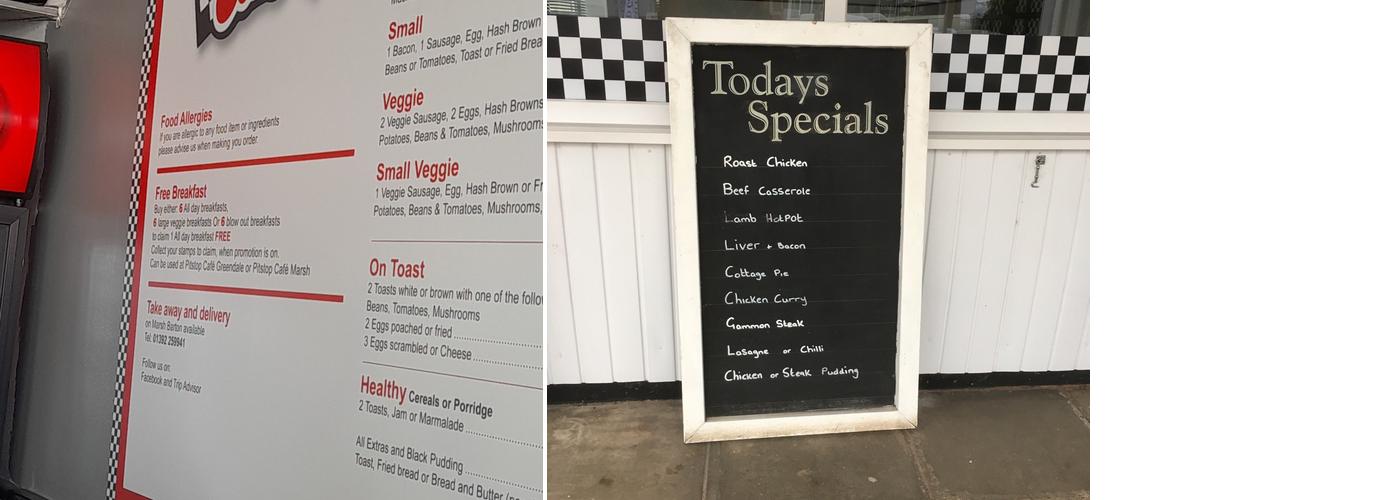 Food Allergies
If you are allergic to any food item or ingredients
please advise us when making you order.
Free Breakfast
Buy either: 6 All day breakfasts,
6 large veggie breakfasts Or 6 blow out breakfasts
to claim 1 All day breakfast FREE
Collect your stamps to claim, when promotion is on.
Can be used at Pitstop Café Greendale or Pitstop Café Marsh
Take away and delivery
on Marsh Barton available
Tel: 01392 259941
Follow us on:
Facebook and Trip Advisor
Small
1 Bacon, 1 Sausage, Egg, Hash Brown
Beans or Tomatoes, Toast or Fried Brea
Veggie
2 Veggie Sausage, 2 Eggs, Hash Browns
Potatoes, Beans & Tomatoes, Mushrooms
Small Veggie
1 Veggie Sausage, Egg, Hash Brown or Fr
Potatoes, Beans & Tomatoes, Mushrooms,
On Toast
2 Toasts white or brown with one of the follo
Beans, Tomatoes, Mushrooms
2 Eggs poached or fried
3 Eggs scrambled or Cheese
Healthy Cereals or Porridge
2 Toasts, Jam or Marmalade
All Extras and Black Pudding
Toast, Fried bread or Bread and Butter
Todays
Specials
Roast Chicken
Beef Casserole
Lamb HotPot
Liver + Bacon
Cottage Pie
Chicken Curry
Gammon Steak
Lasagne or Chilli
Chicken or Steak Pudding